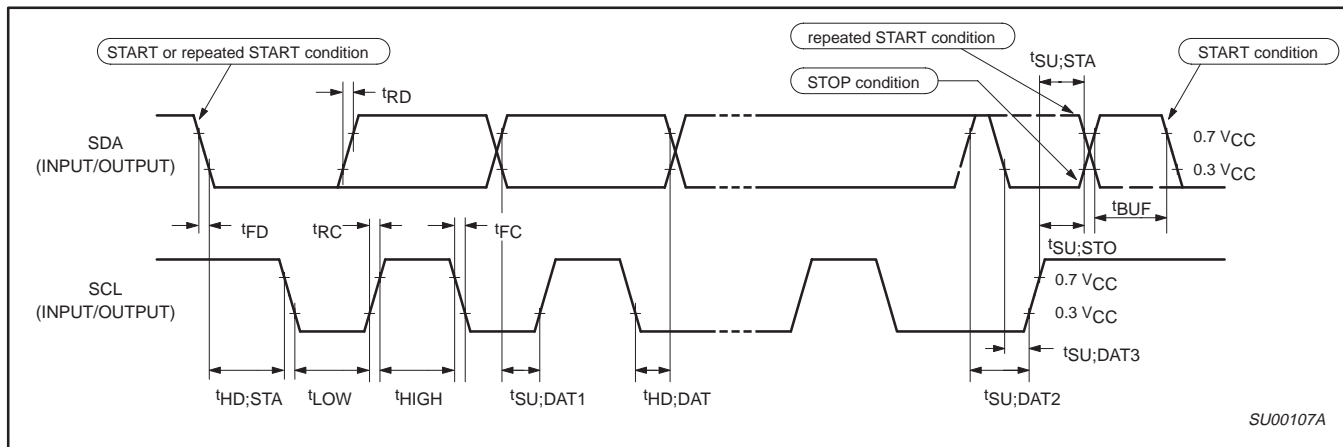 START or repeated START condition
repeated START condition
START condition
tSU;STA
STOP condition
tRD
SDA
(INPUT/OUTPUT)
0.7 VCC
0.3 VCC
tFD
tRC
tFC
tBUF
tSU;STO
SCL
(INPUT/OUTPUT)
0.7 VCC
0.3 VCC
tSU;DAT3
tHD;STA
tLOW
tHIGH
tSU;DAT1
tHD;DAT
tSU;DAT2
SU00107A